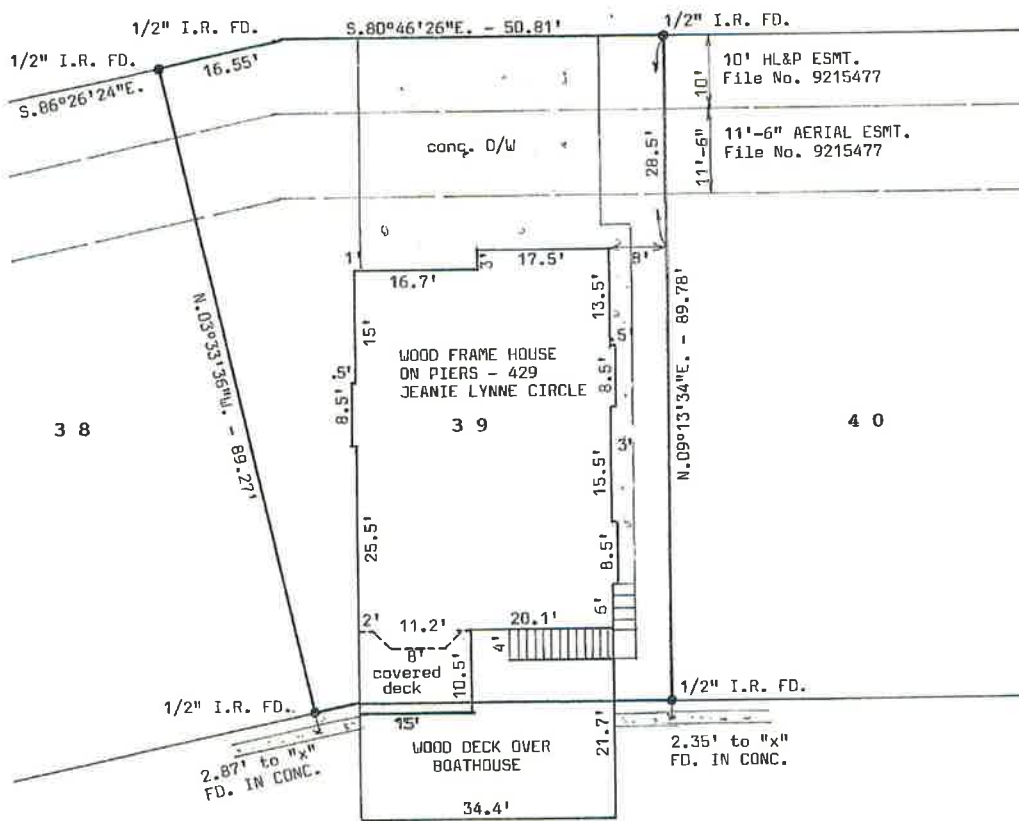 1/2" I.R. FD.
1/2" I.R. FD.
S.80°46'26"E. - 50.81'
1/2" I.R. FD.
16.55'
S.86°26'24"E.
10'
10' HL&P ESMT.
File No. 9215477
conc. D/W
28.5'
11'-6"
11'-6" AERIAL ESMT.
File No. 9215477
1'
16.7'
3'
17.5'
8'
N.03°33'36"W. - 89.27'
15'
13.5'
N.09°13'34"E. - 89.78'
WOOD FRAME HOUSE
ON PIERS - 429
JEANIE LYNNE CIRCLE
.5'
.5'
8.5'
8.5'
38
39
40
3'
15.5'
25.5'
8.5'
6'
2'
11.2'
20.1'
8'
4'
covered
deck
10.5'
1/2" I.R. FD.
1/2" I.R. FD.
15'
21.7'
2.87' to "x"
FD. IN CONC.
WOOD DECK OVER
BOATHOUSE
2.35' to "x"
FD. IN CONC.
34.4'